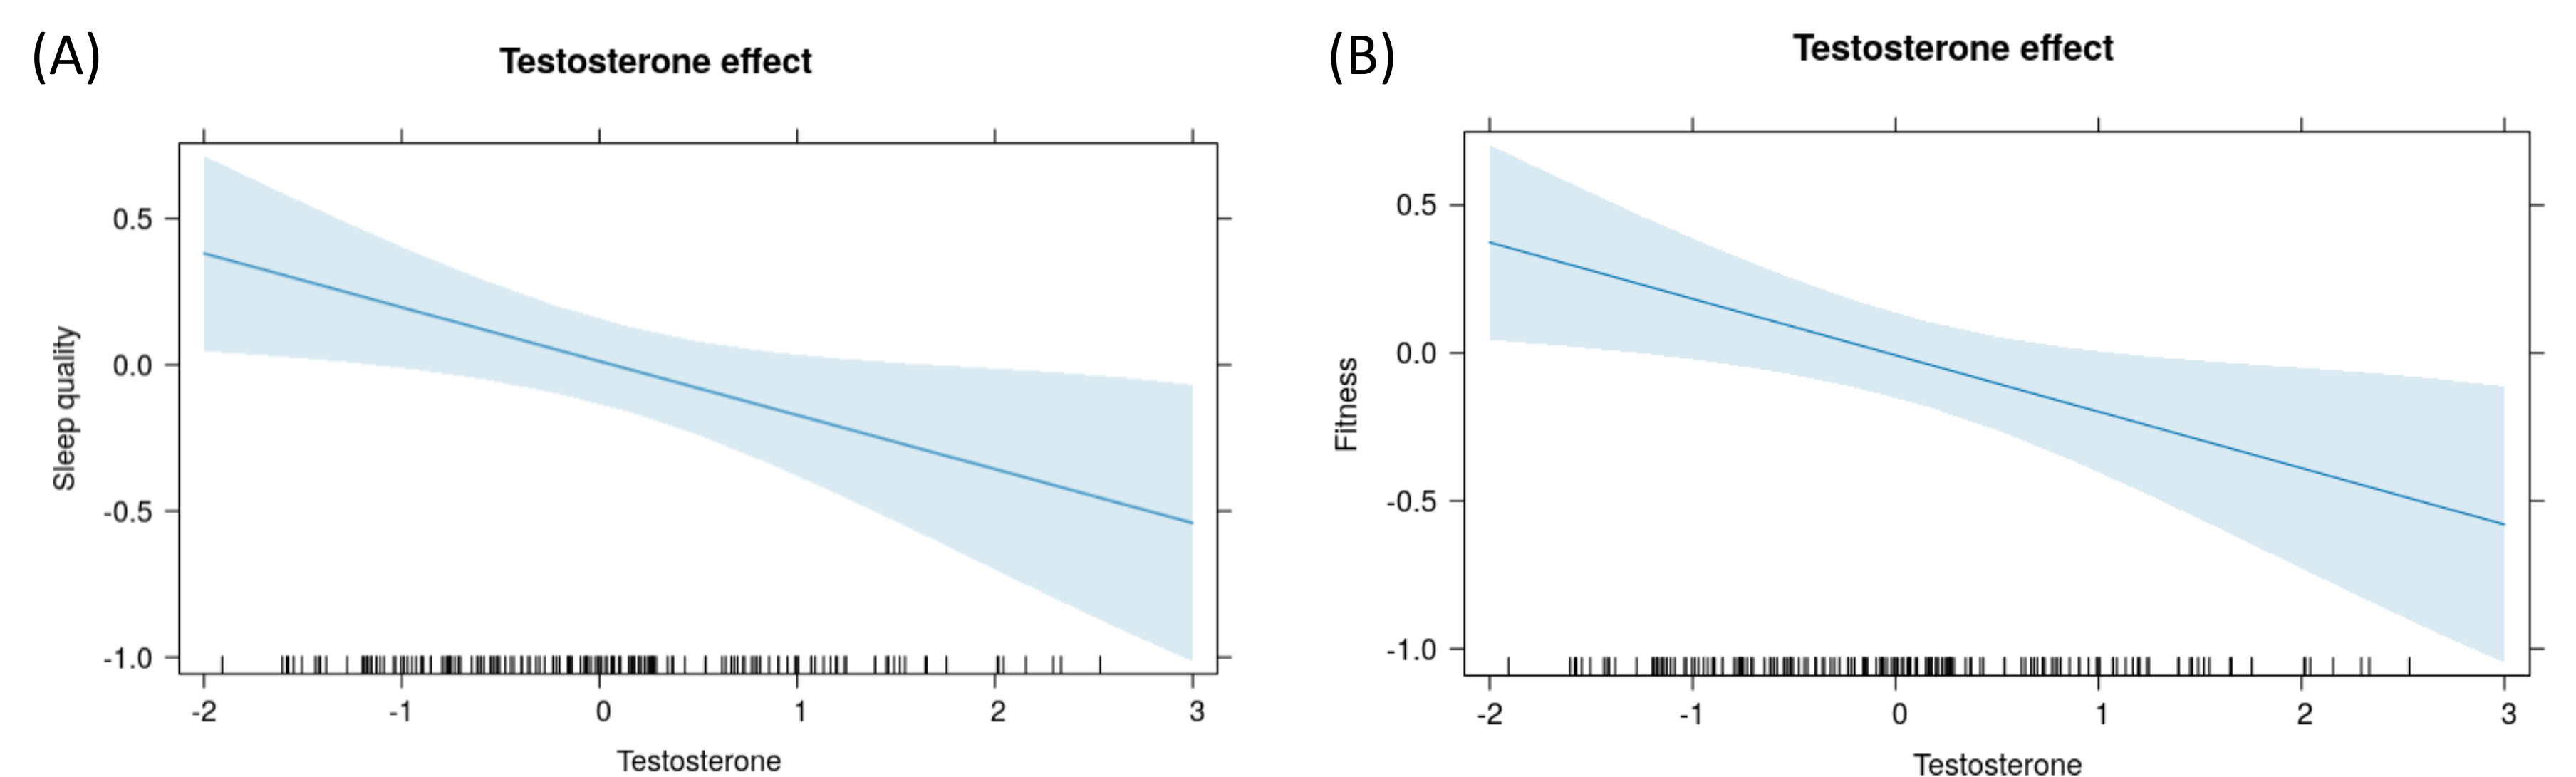 (A)
Testosterone effect
Sleep quality
0.5
0.0
-0.5
-1.0
-2 -1 0 1 2 3
Testosterone
(B)
Testosterone effect
Fitness
0.5
0.0
-0.5
-1.0
-2 -1 0 1 2 3
Testosterone